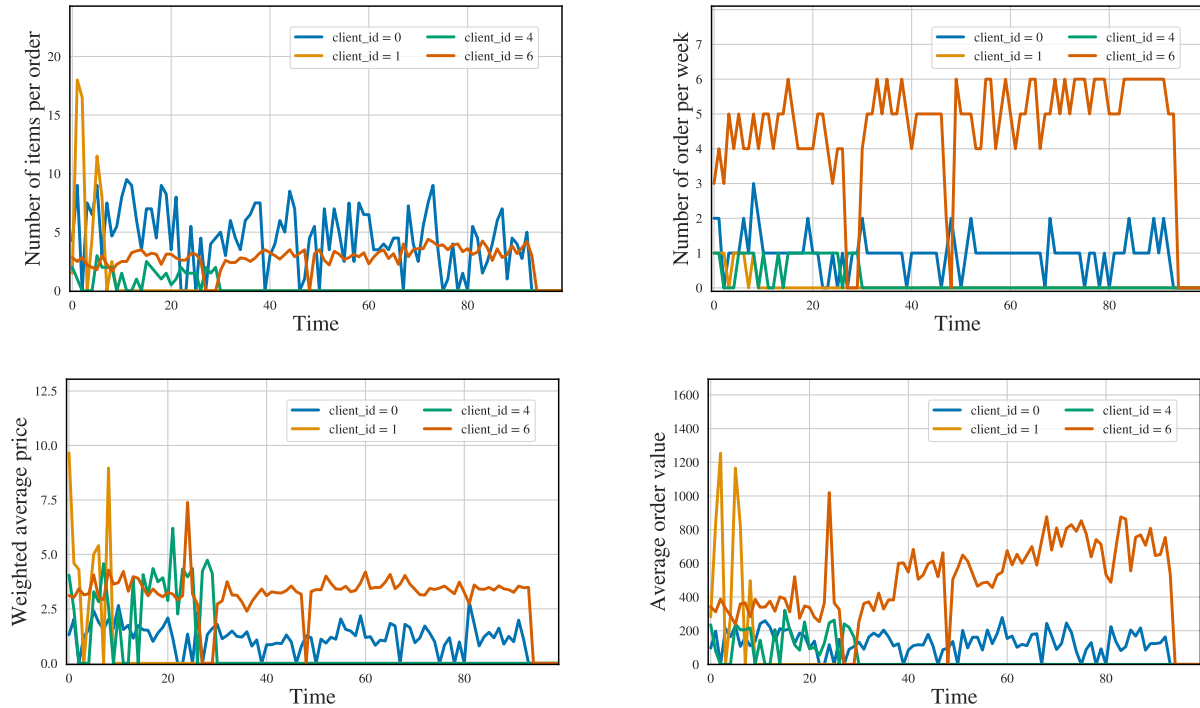 Number of items per order
20
15
10
5
0
client_id = 0
client_id = 4
client_id = 1
client_id = 6
0
20
40
60
80
Time
Number of order per week
7
6
5
4
3
2
1
0
client_id = 0
client_id = 4
client_id = 1
client_id = 6
0
20
40
60
80
Time
Weighted average price
12.5
10.0
7.5
5.0
2.5
0.0
client_id = 0
client_id = 4
client_id = 1
client_id = 6
0
20
40
60
80
Time
Average order value
1600
1400
1200
1000
800
600
400
200
0
client_id = 0
client_id = 4
client_id = 1
client_id = 6
0
20
40
60
80
Time